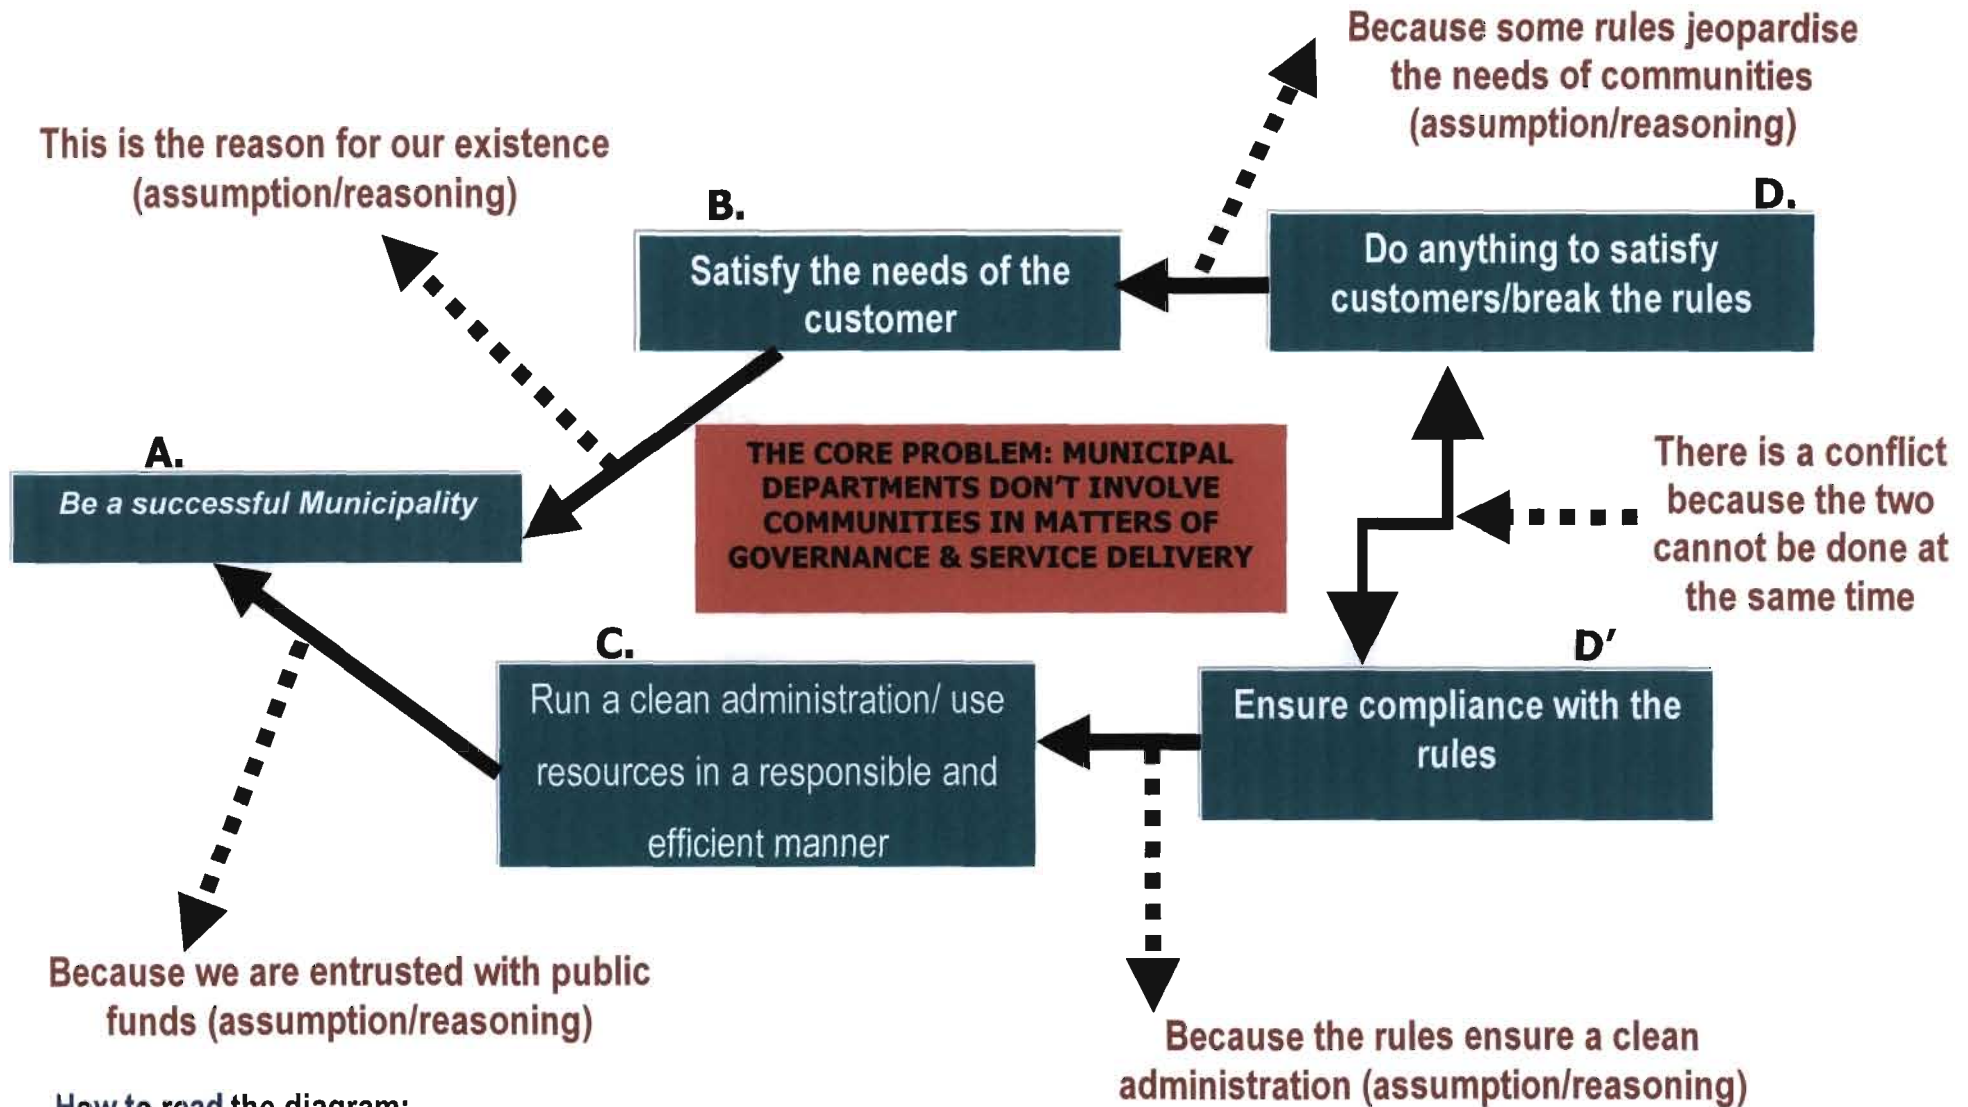 Because some rules jeopardise
the needs of communities
(assumption/reasoning)
This is the reason for our existence
(assumption/reasoning)
B.
D.
Satisfy the needs of the
customer
Do anything to satisfy
customers/break the rules
A.
Be a successful Municipality
THE CORE PROBLEM: MUNICIPAL
DEPARTMENTS DON'T INVOLVE
COMMUNITIES IN MATTERS OF
GOVERNANCE & SERVICE DELIVERY
There is a conflict
because the two
cannot be done at
the same time
C.
D'
Run a clean administration/ use
resources in a responsible and
efficient manner
Ensure compliance with the
rules
Because we are entrusted with public
funds (assumption/reasoning)
Because the rules ensure a clean
administration (assumption/reasoning)
How to read the diagram: